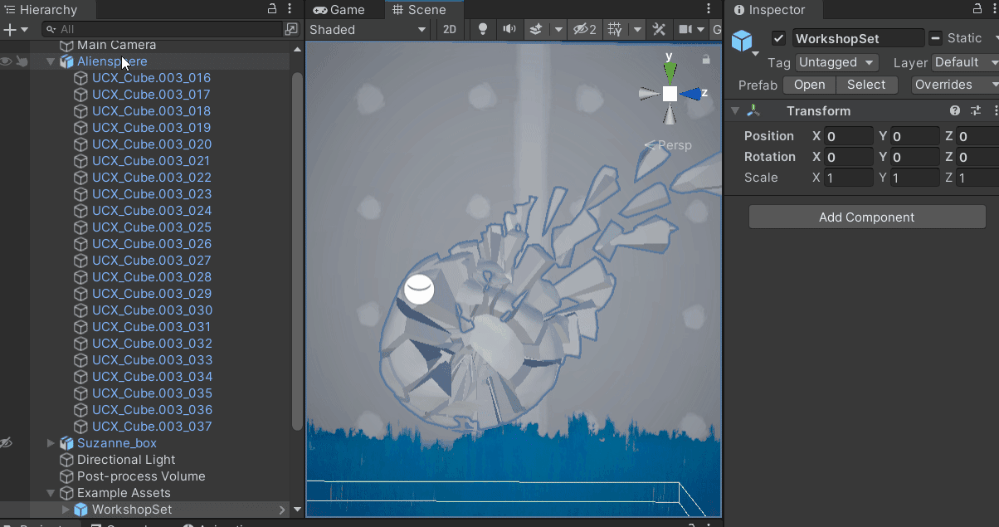 Hierarchy
All
Main Camera
Aliensphere
UCX_Cube.003_016
UCX_Cube.003_017
UCX_Cube.003_018
UCX_Cube.003_019
UCX_Cube.003_020
UCX_Cube.003_021
UCX_Cube.003_022
UCX_Cube.003_023
UCX_Cube.003_024
UCX_Cube.003_025
UCX_Cube.003_026
UCX_Cube.003_027
UCX_Cube.003_028
UCX_Cube.003_029
UCX_Cube.003_030
UCX_Cube.003_031
UCX_Cube.003_032
UCX_Cube.003_033
UCX_Cube.003_034
UCX_Cube.003_035
UCX_Cube.003_036
UCX_Cube.003_037
Suzanne_box
Directional Light
Post-process Volume
Example Assets
WorkshopSet
Game Scene
Shaded 2D 2 G
y
z
Persp
Inspector
WorkshopSet Static
Tag Untagged Layer Default
Prefab Open Select Overrides
Transform
Position X 0 Y 0 Z 0
Rotation X 0 Y 0 Z 0
Scale X 1 Y 1 Z 1
Add Component